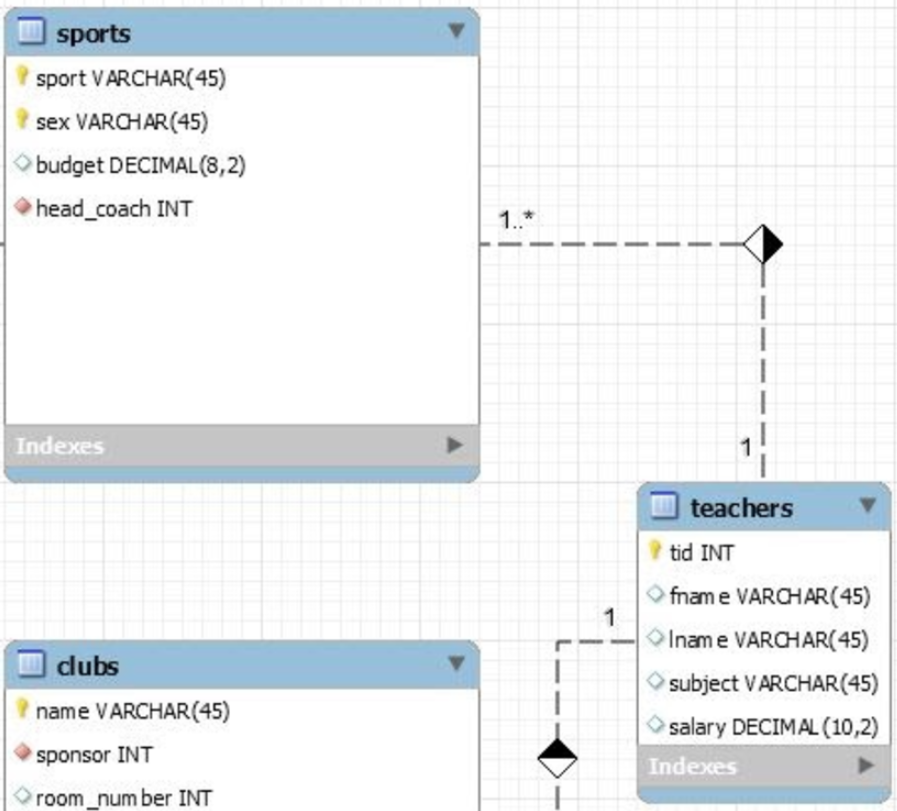 sports
sport VARCHAR(45)
sex VARCHAR(45)
budget DECIMAL(8,2)
head_coach INT
Indexes
1..*
1
teachers
tid INT
fname VARCHAR(45)
lname VARCHAR(45)
subject VARCHAR(45)
salary DECIMAL(10,2)
Indexes
1
clubs
name VARCHAR(45)
sponsor INT
room_number INT